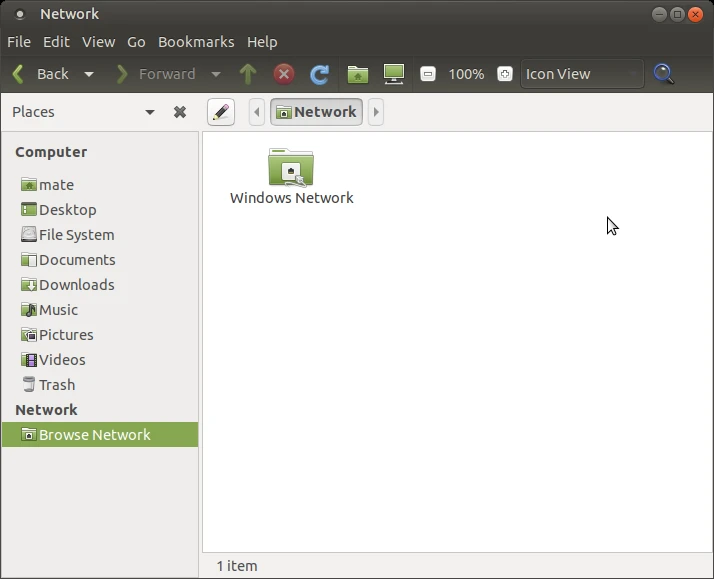 Network
File Edit View Go Bookmarks Help
Back Forward 100% Icon View
Places Network
Computer
mate
Desktop
File System
Documents
Downloads
Music
Pictures
Videos
Trash
Network
Browse Network
Windows Network
1 item